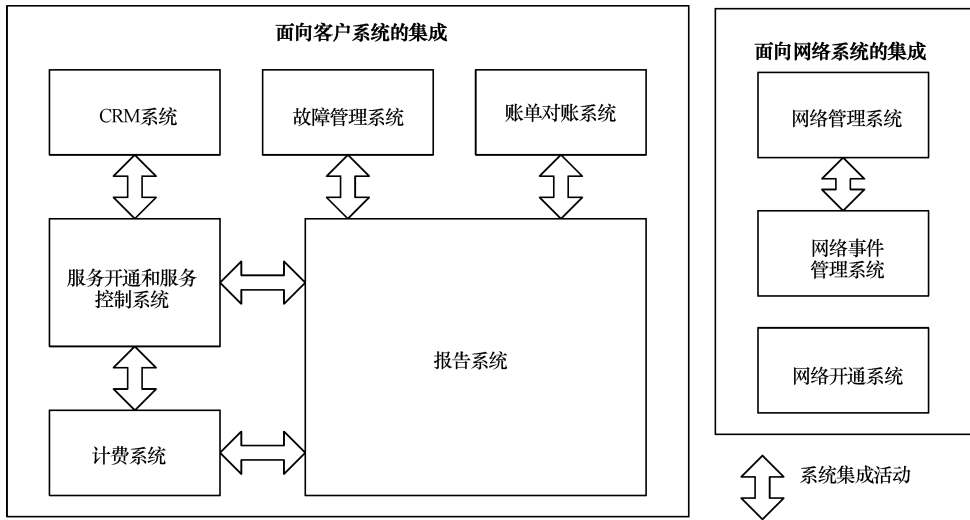 面向客户系统的集成
CRM系统
故障管理系统
账单对账系统
服务开通和服务
控制系统
报告系统
计费系统
面向网络系统的集成
网络管理系统
网络事件
管理系统
网络开通系统
系统集成活动